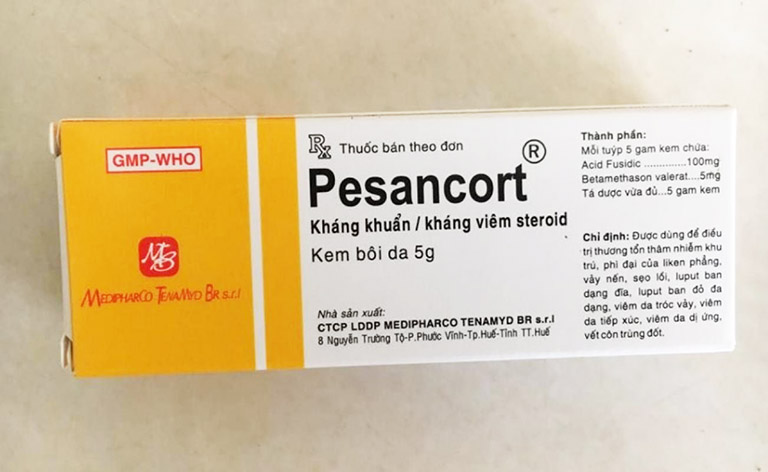 GMP-WHO
MB
MEDIPHARCO TENAMYD BR s.r.l
Rx Thuốc bán theo đơn
Pesancort®
Kháng khuẩn / kháng viêm steroid
Kem bôi da 5g
Nhà sản xuất:
CTCP LDDP MEDIPHARCO TENAMYD BR s.r.l
8 Nguyễn Trường Tộ-P.Phước Vĩnh-Tp.Huế-Tỉnh TT.Huế
Thành phần:
Mỗi tuýp 5 gam kem chứa:
Acid Fusidic ..............100mg
Betamethason valerat....5mg
Tá dược vừa đủ...5 gam kem
Chỉ định: Được dùng để điều
trị thương tổn thâm nhiễm khu
trú, phì đại của liken phẳng,
vảy nến, sẹo lồi, luput ban
dạng đĩa, luput ban đỏ đa
dạng, viêm da tróc vảy, viêm
da tiếp xúc, viêm da dị ứng,
vết côn trùng đốt.